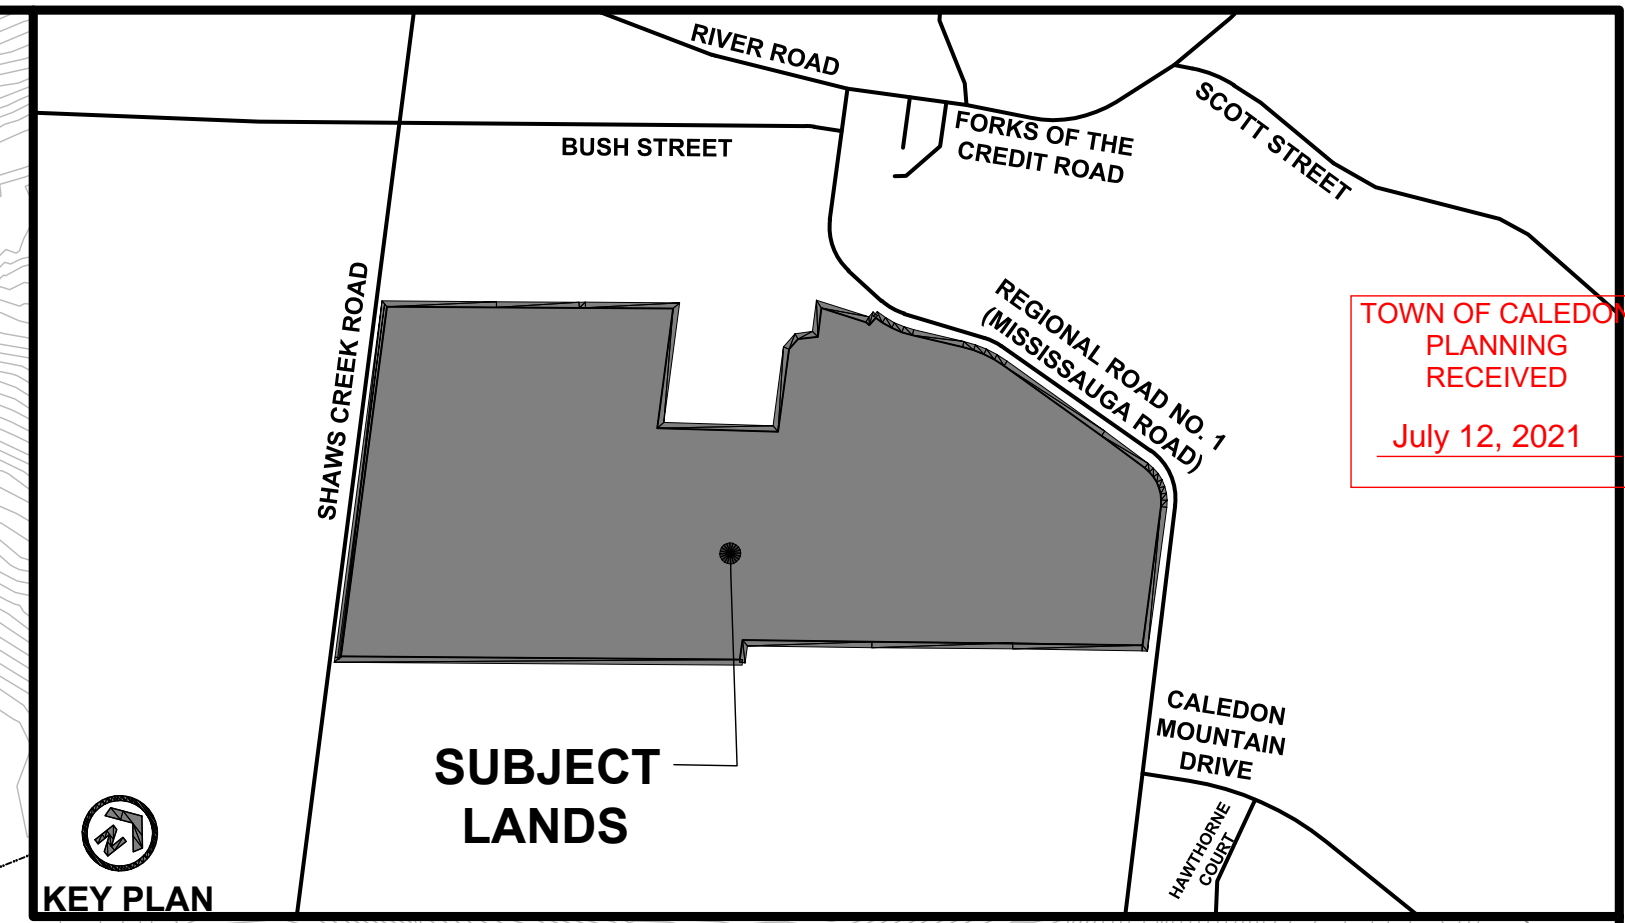 RIVER ROAD
BUSH STREET
FORKS OF THE
CREDIT ROAD
SCOTT STREET
SHAWS CREEK ROAD
REGIONAL ROAD NO. 1
(MISSISSAUGA ROAD)
TOWN OF CALEDON
PLANNING
RECEIVED
July 12, 2021
SUBJECT
LANDS
CALEDON
MOUNTAIN
DRIVE
HAWTHORNE
COURT
N
KEY PLAN